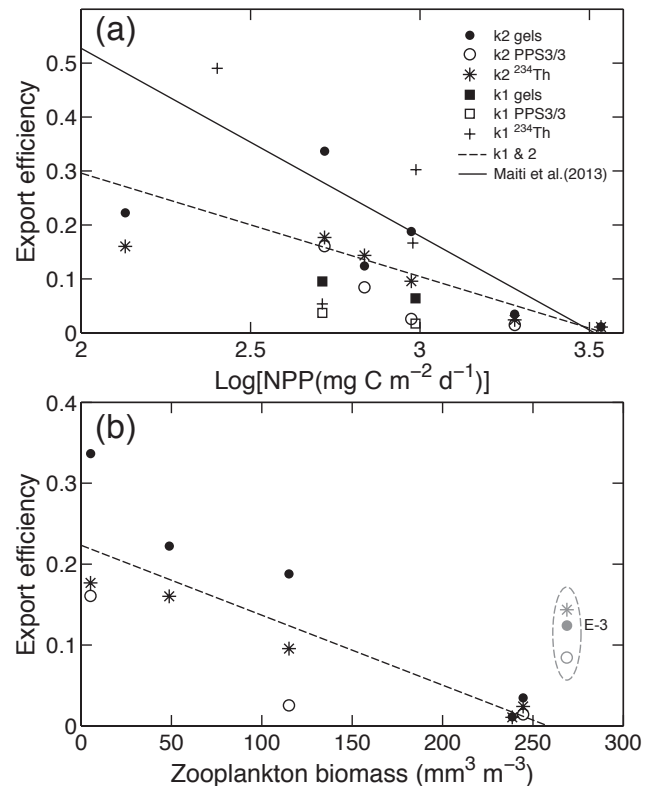 (a)
k2 gels
k2 PPS3/3
k2 ²³⁴Th
k1 gels
k1 PPS3/3
k1 ²³⁴Th
k1 & 2
Maiti et al.(2013)
0.5
0.4
0.3
0.2
0.1
0
Export efficiency
2 2.5 3 3.5
Log[NPP(mg C m⁻² d⁻¹)]
(b)
0.4
0.3
0.2
0.1
0
Export efficiency
E-3
0 50 100 150 200 250 300
Zooplankton biomass (mm³ m⁻³)